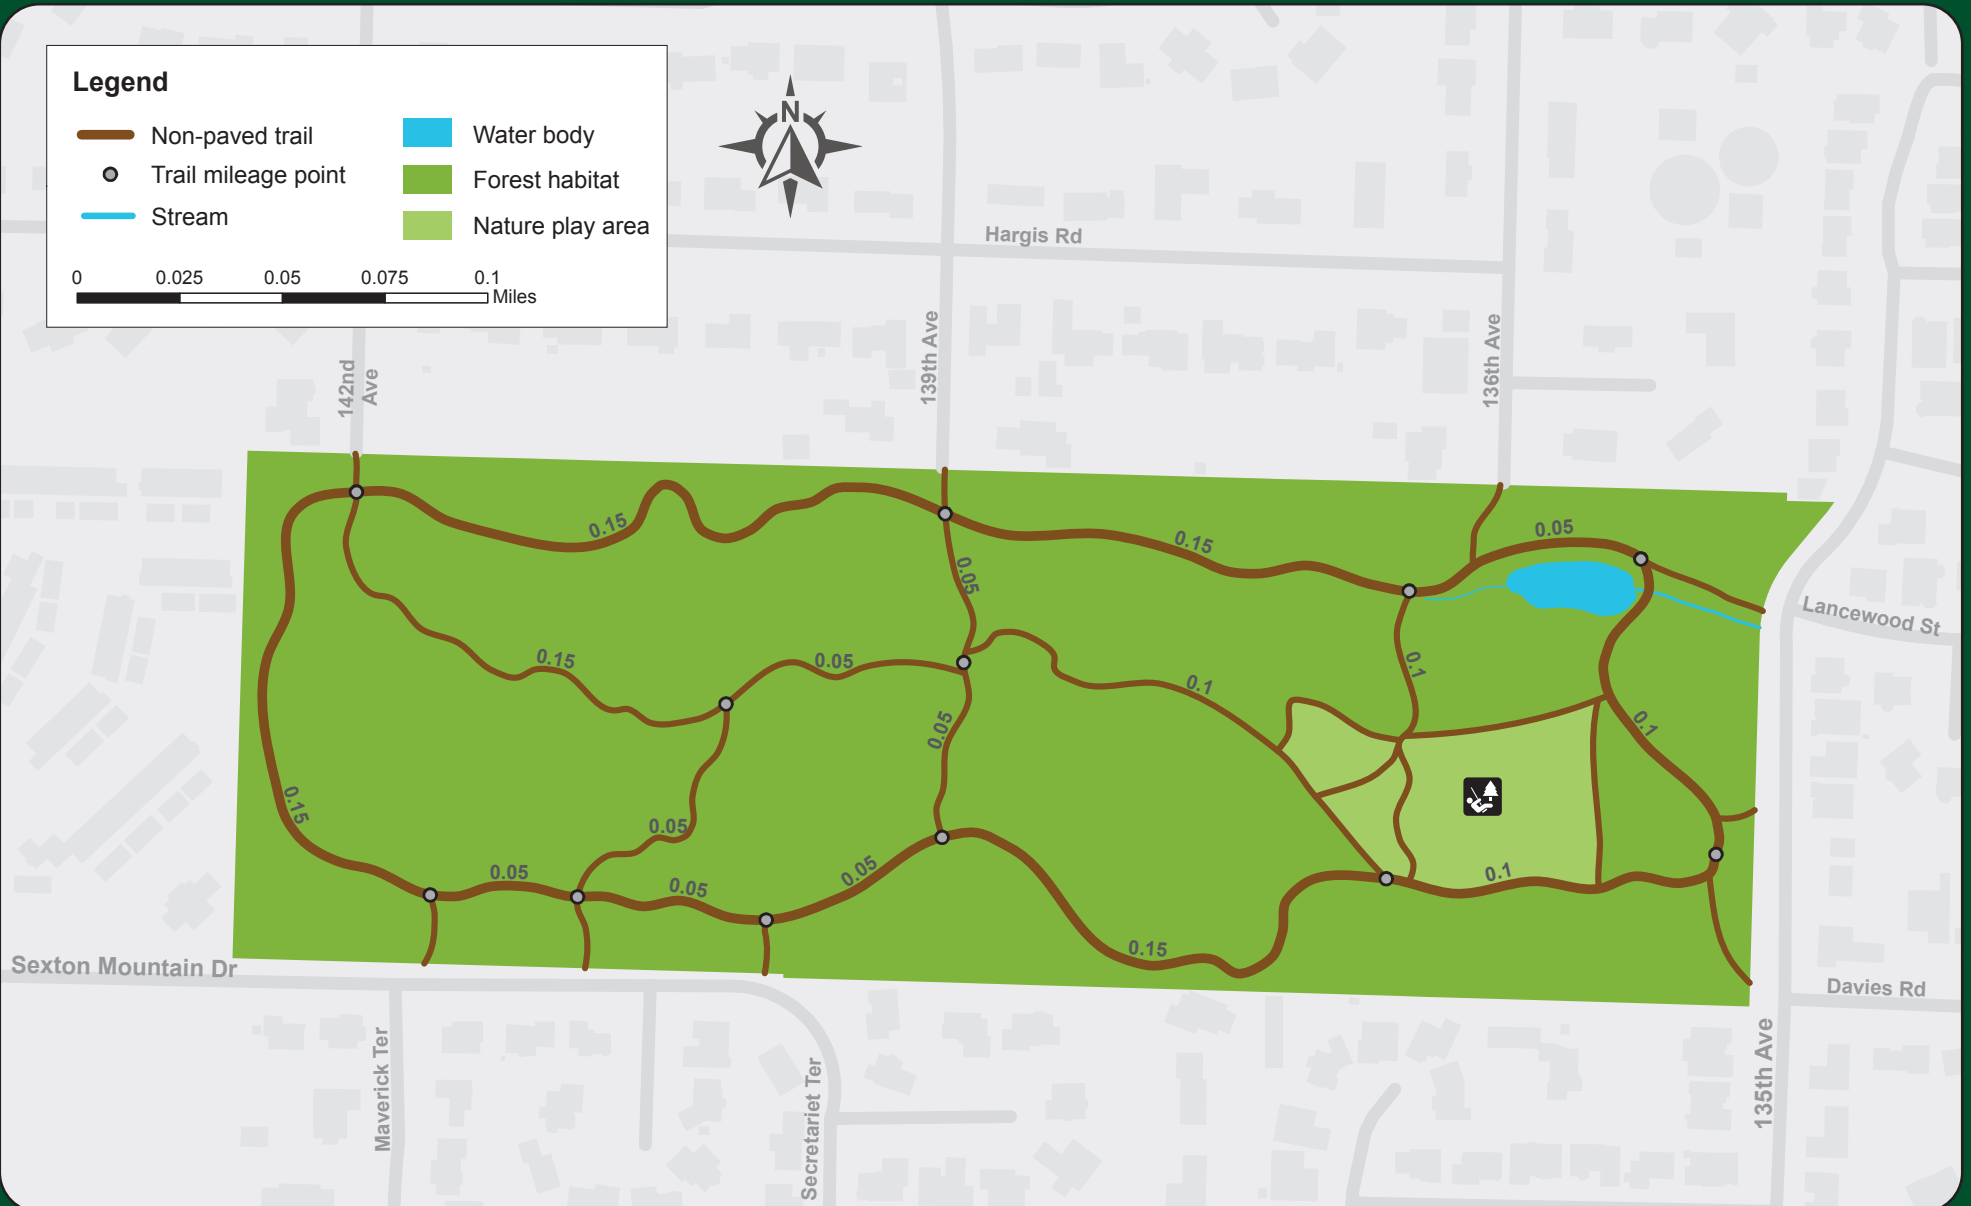 Legend
Non-paved trail
Trail mileage point
Stream
Water body
Forest habitat
Nature play area
0 0.025 0.05 0.075 0.1
Miles
N
Hargis Rd
142nd
Ave
139th Ave
136th Ave
0.15
0.15
0.05
0.05
0.15
0.05
0.1
0.1
0.05
0.1
0.15
0.05
0.05
0.05
0.05
0.15
0.1
Lancewood St
Sexton Mountain Dr
Davies Rd
Maverick Ter
Secretariet Ter
135th Ave